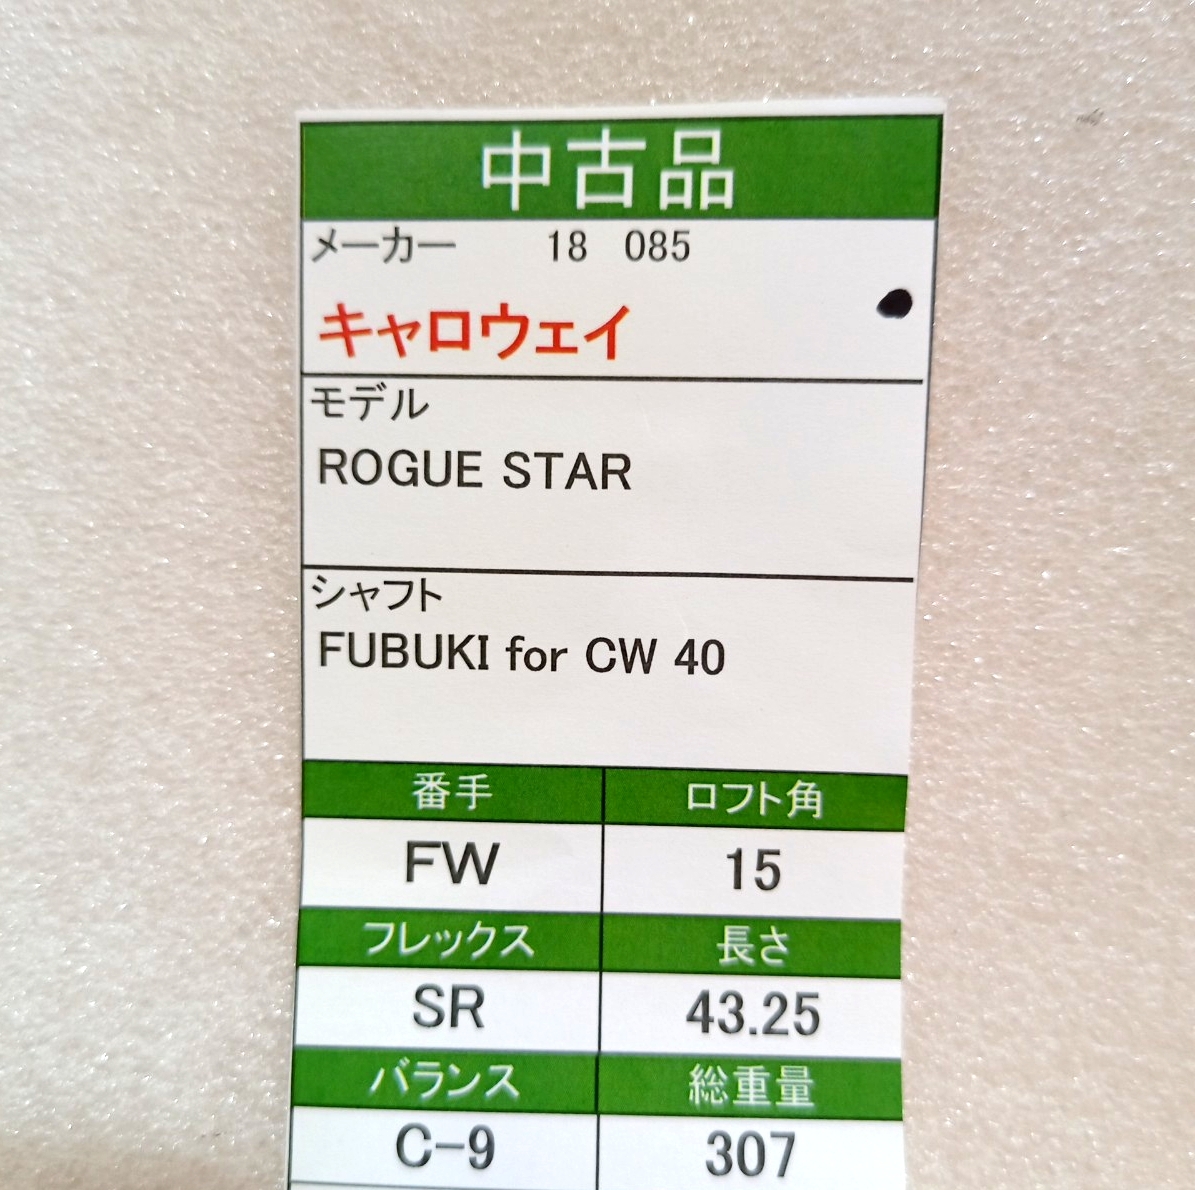 中古品
メーカー 18 085
キャロウェイ
モデル
ROGUE STAR
シャフト
FUBUKI for CW 40
番手 ロフト角
FW 15
フレックス 長さ
SR 43.25
バランス 総重量
C-9 307